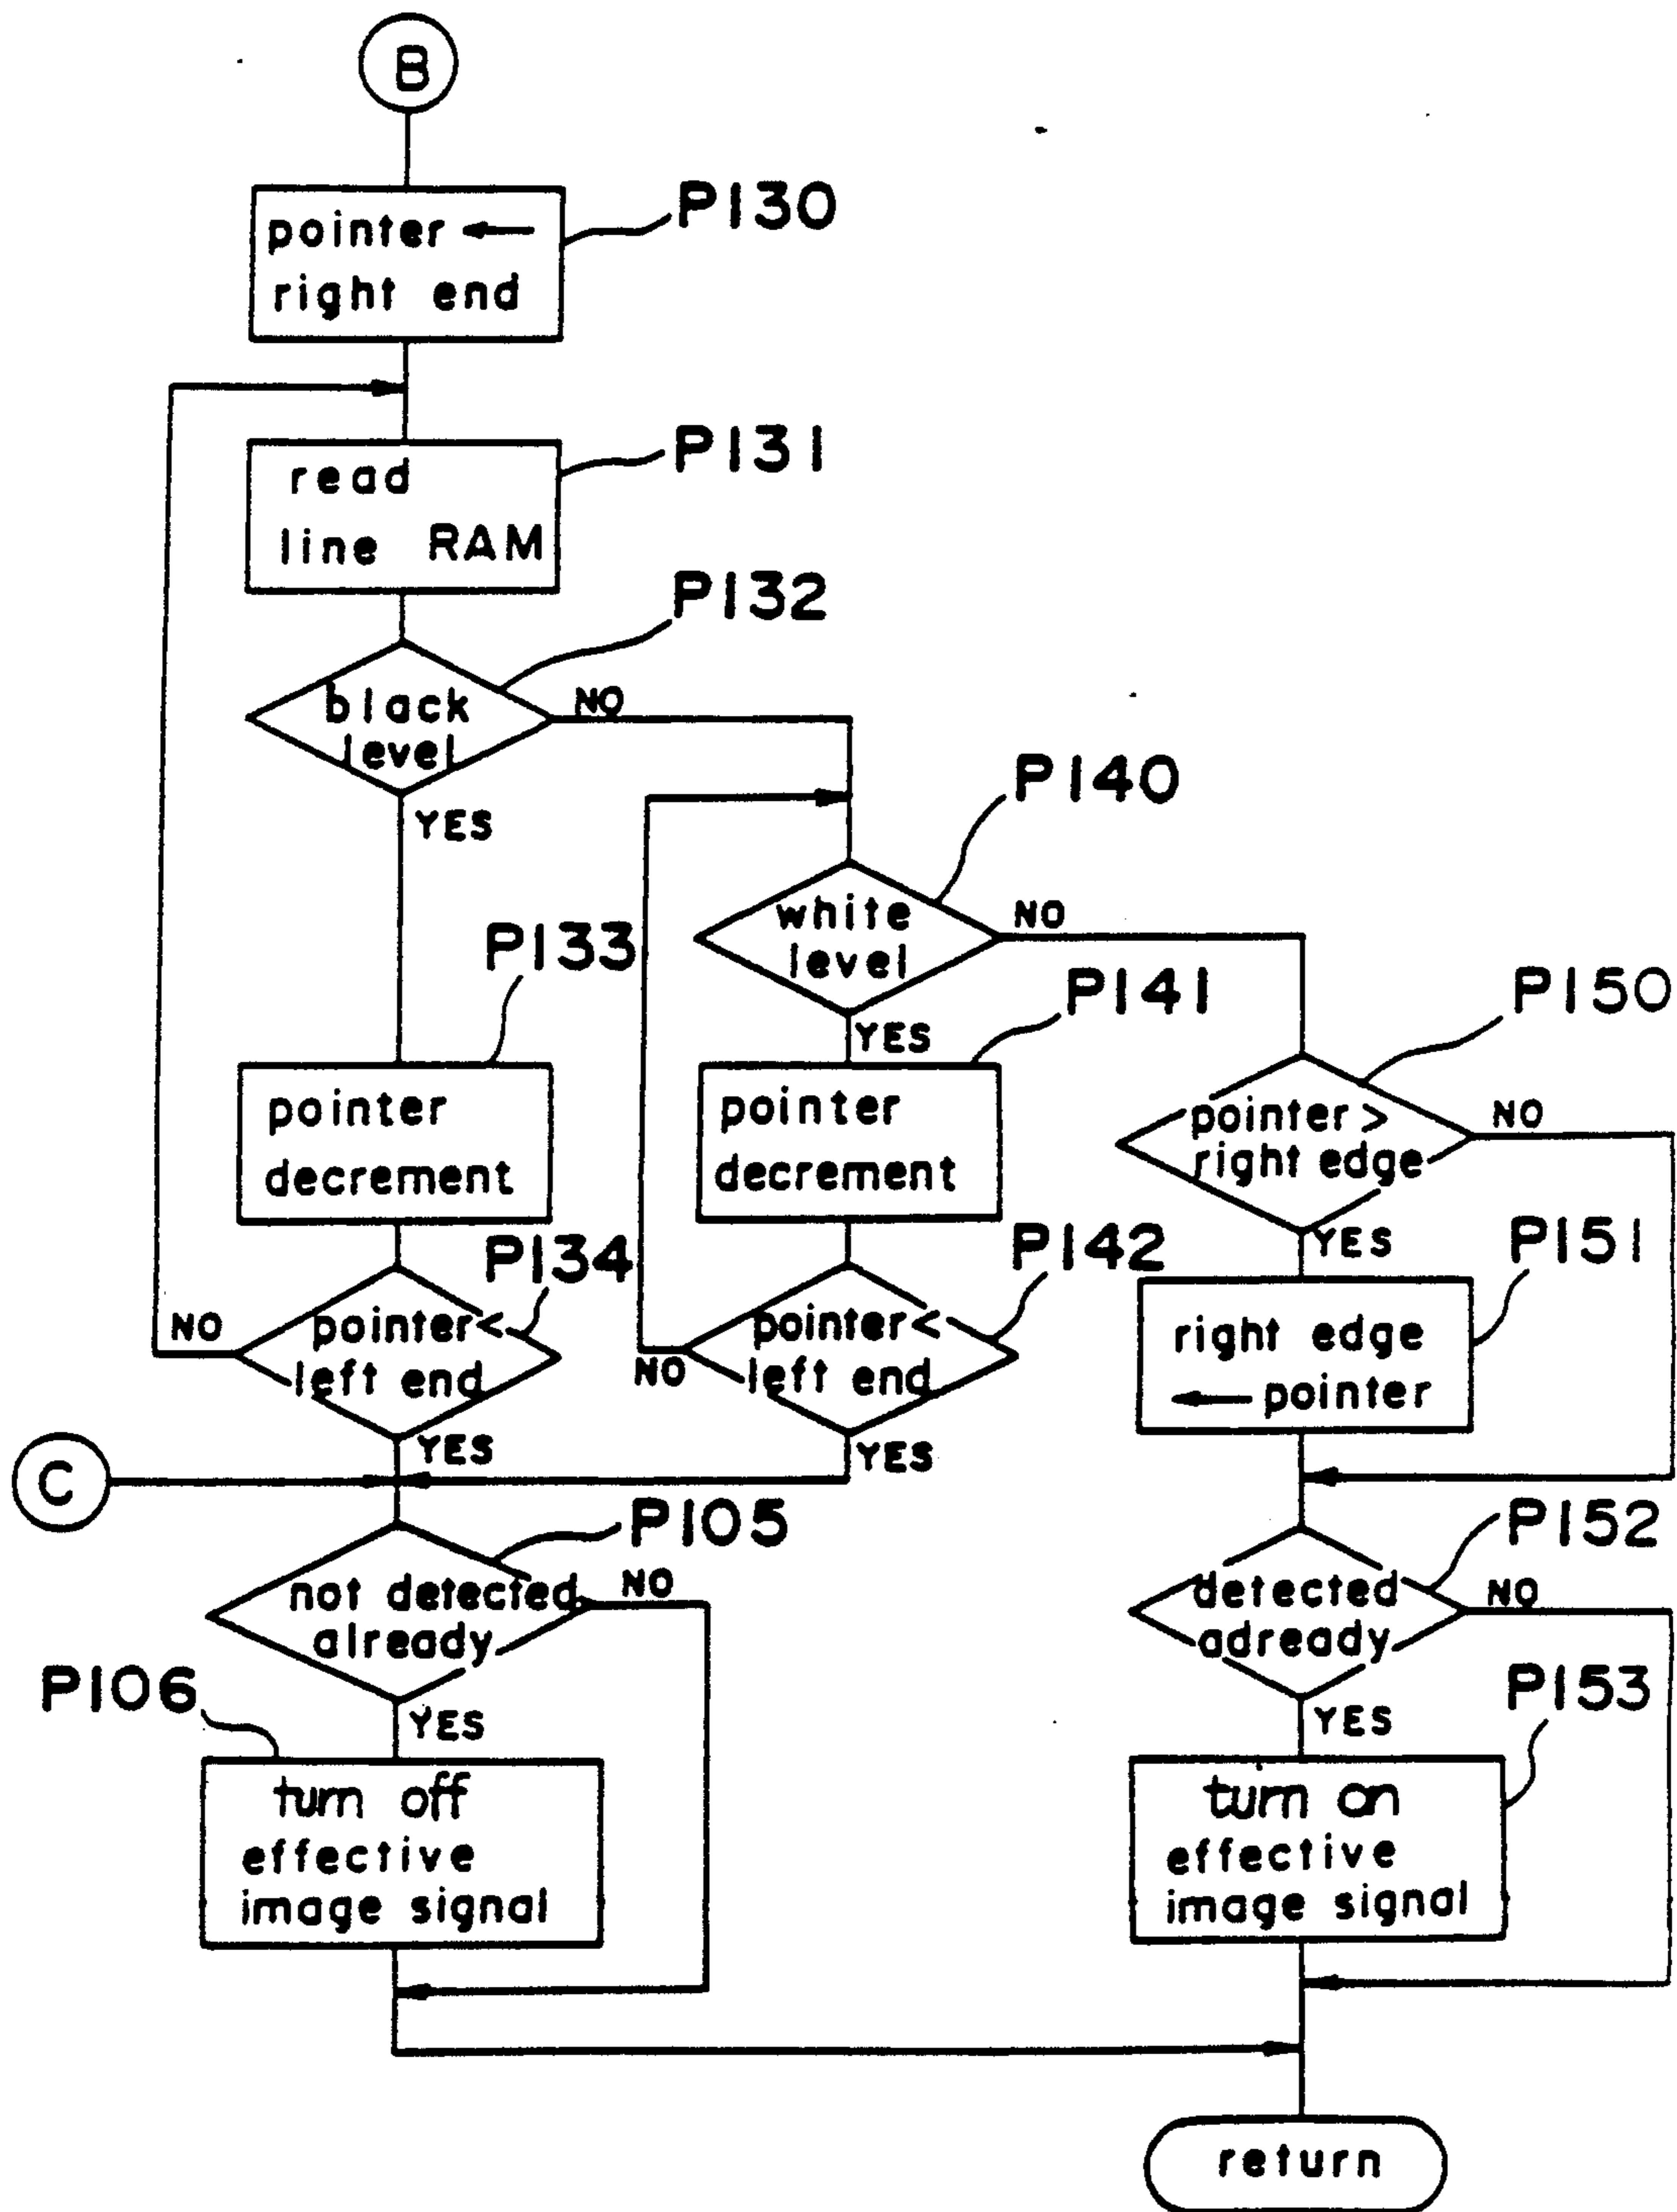 B
P130
pointer ←
right end
P131
read
line RAM
P132
black
level
NO
YES
P140
white
level
NO
YES
P133
pointer
decrement
P141
pointer
decrement
P150
pointer >
right edge
NO
YES
P134
pointer <
left end
NO
YES
P142
pointer <
left end
NO
YES
P151
right edge
← pointer
C
P105
not detected
already
NO
YES
P152
detected
adready
NO
YES
P106
turn off
effective
image signal
P153
turn on
effective
image signal
return